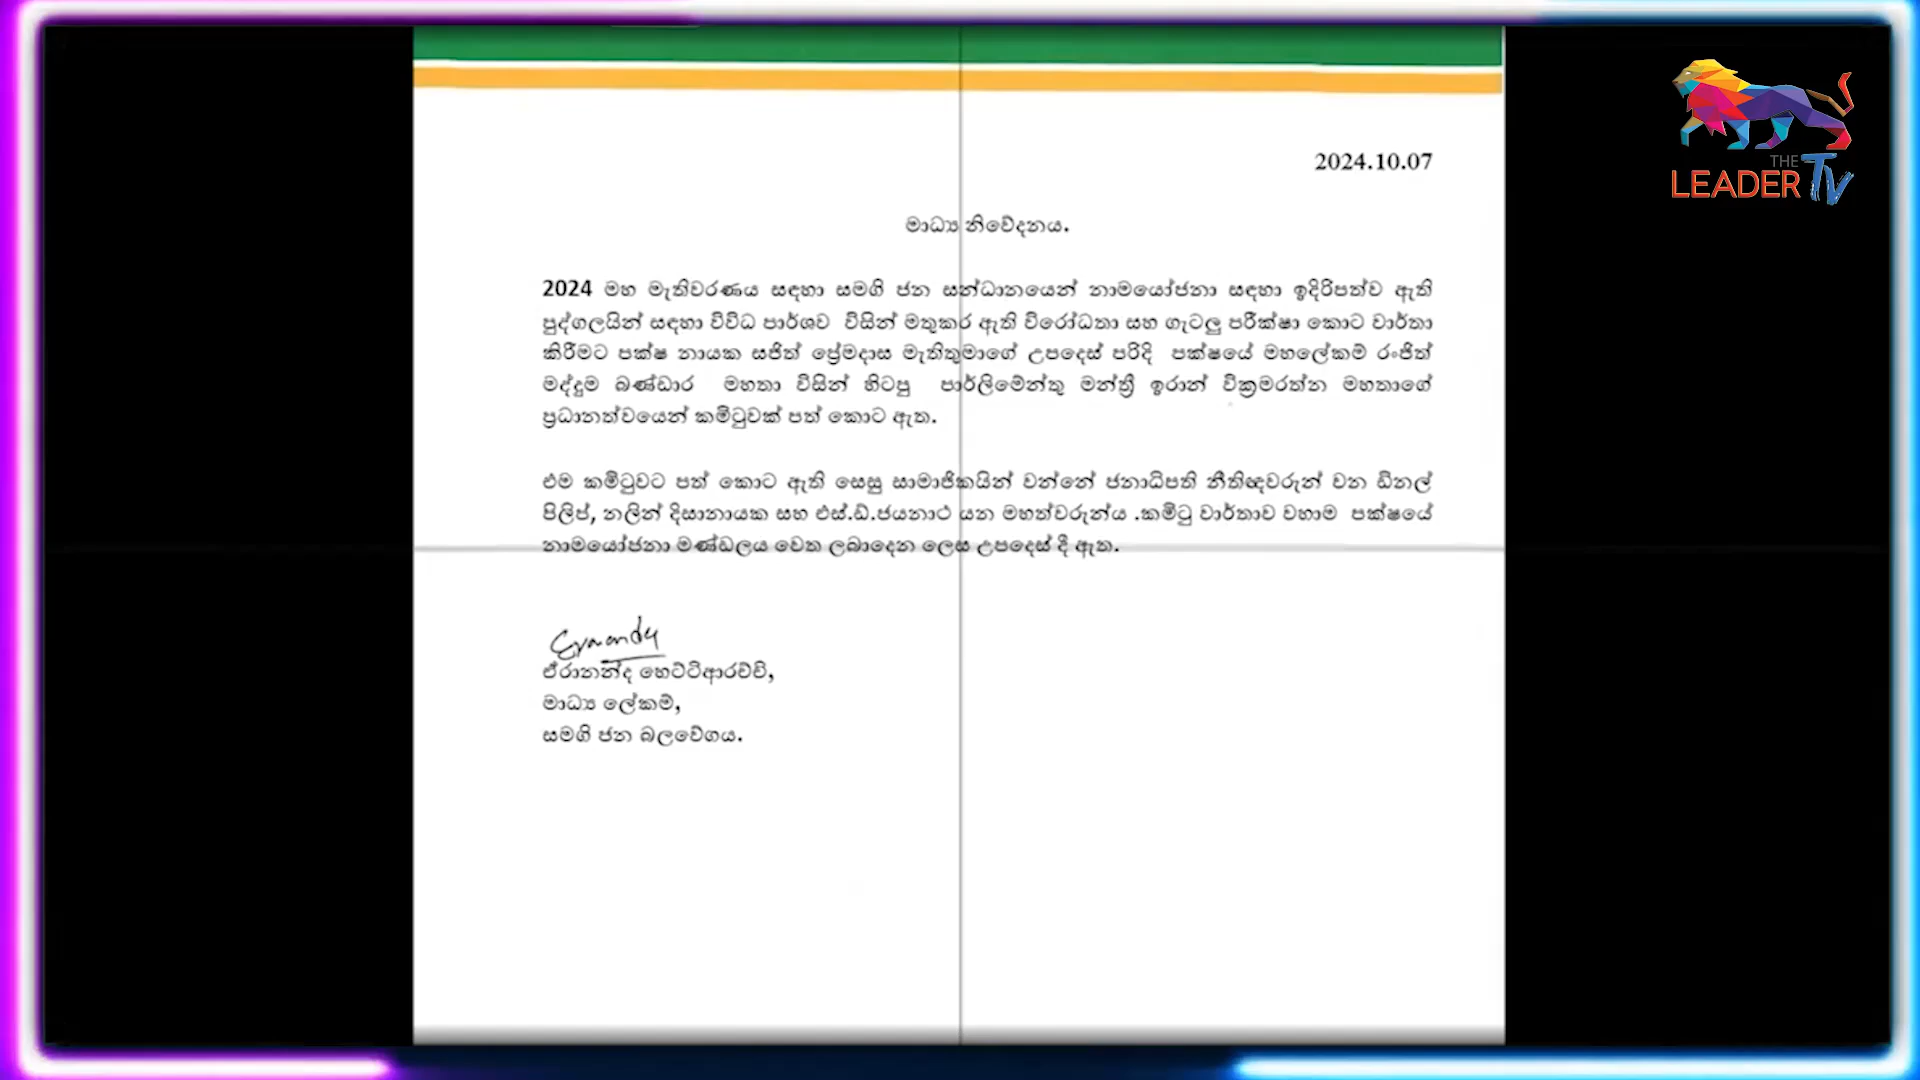 THE
LEADER TV
2024.10.07
මාධ්‍ය නිවේදනය.
2024 මහ මැතිවරණය සඳහා සමගි ජන සන්ධානයෙන් නාමයෝජනා සඳහා ඉදිරිපත්ව ඇති
පුද්ගලයින් සඳහා විවිධ පාර්ශව විසින් මතුකර ඇති විරෝධතා සහ ගැටලු පරීක්ෂා කොට වාර්තා
කිරීමට පක්ෂ නායක සජිත් ප්‍රේමදාස මැතිතුමාගේ උපදෙස් පරිදි පක්ෂයේ මහලේකම් රංජිත්
මද්දුම බණ්ඩාර මහතා විසින් හිටපු පාර්ලිමේන්තු මන්ත්‍රී ඉරාන් වික්‍රමරත්න මහතාගේ
ප්‍රධානත්වයෙන් කමිටුවක් පත් කොට ඇත.
එම කමිටුවට පත් කොට ඇති සෙසු සාමාජිකයින් වන්නේ ජනාධිපති නීතිඥවරුන් වන ඩිනල්
පිලිප්, නලින් දිසානායක සහ එස්.ඩ්.ජයනාථ යන මහත්වරුන්ය .කමිටු වාර්තාව වහාම පක්ෂයේ
නාමයෝජනා මණ්ඩලය වෙත ලබාදෙන ලෙස උපදෙස් දී ඇත.
ඒරානන්ද හෙට්ටිආරච්චි,
මාධ්‍ය ලේකම්,
සමගි ජන බලවේගය.